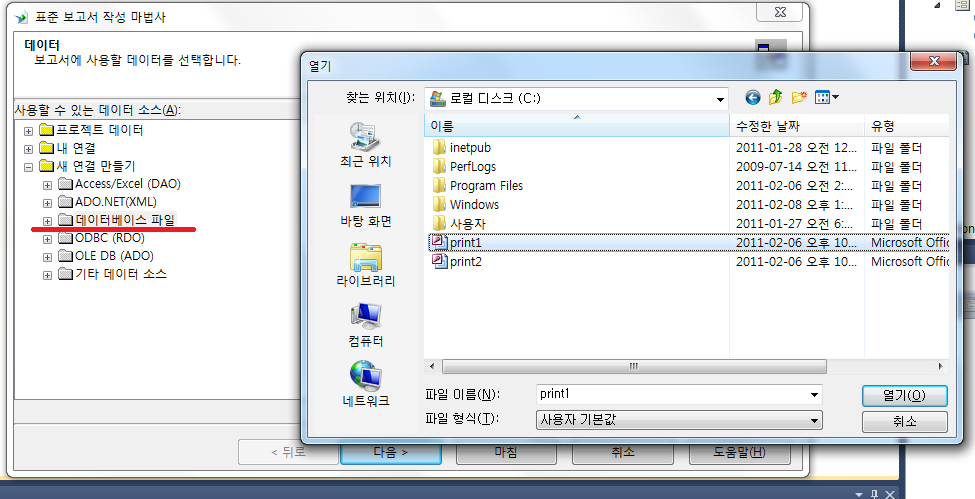 표준 보고서 작성 마법사
데이터
보고서에 사용할 데이터를 선택합니다.
사용할 수 있는 데이터 소스(A):
프로젝트 데이터
내 연결
새 연결 만들기
Access/Excel (DAO)
ADO.NET(XML)
데이터베이스 파일
ODBC (RDO)
OLE DB (ADO)
기타 데이터 소스
< 뒤로
다음 >
마침
취소
도움말(H)
열기
찾는 위치(I):
로컬 디스크 (C:)
최근 위치
바탕 화면
라이브러리
컴퓨터
네트워크
이름 수정한 날짜 유형
inetpub 2011-01-28 오전 12... 파일 폴더
PerfLogs 2009-07-14 오전 11... 파일 폴더
Program Files 2011-02-06 오전 2:... 파일 폴더
Windows 2011-02-08 오후 1:... 파일 폴더
사용자 2011-01-27 오전 6:... 파일 폴더
print1 2011-02-06 오후 10... Microsoft Offic
print2 2011-02-06 오후 10... Microsoft Offic
파일 이름(N): print1
열기(O)
파일 형식(T): 사용자 기본값
취소